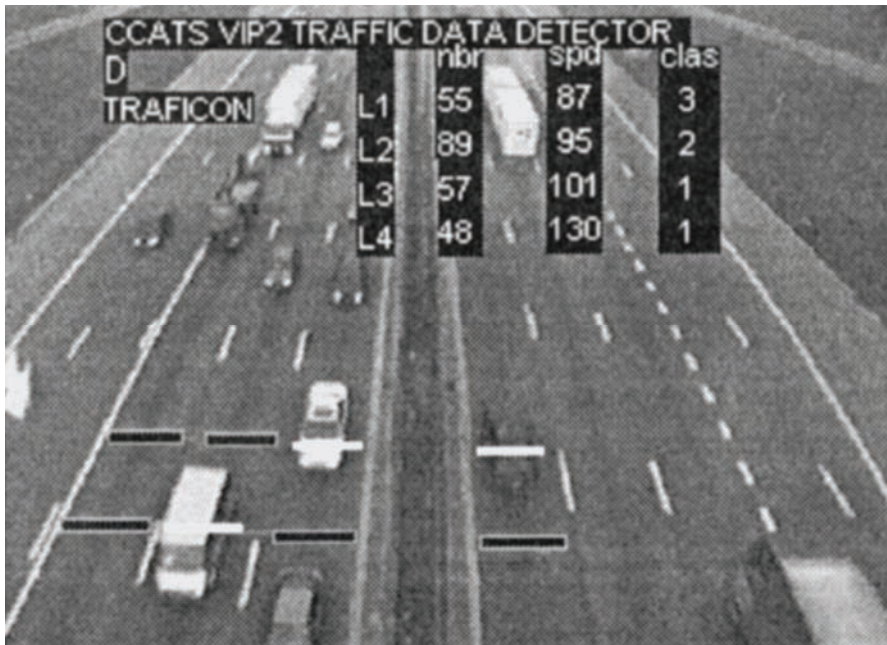 CCATS VIP2 TRAFFIC DATA DETECTOR
D nbr spd clas
TRAFICON L1 55 87 3
L2 89 95 2
L3 57 101 1
L4 48 130 1